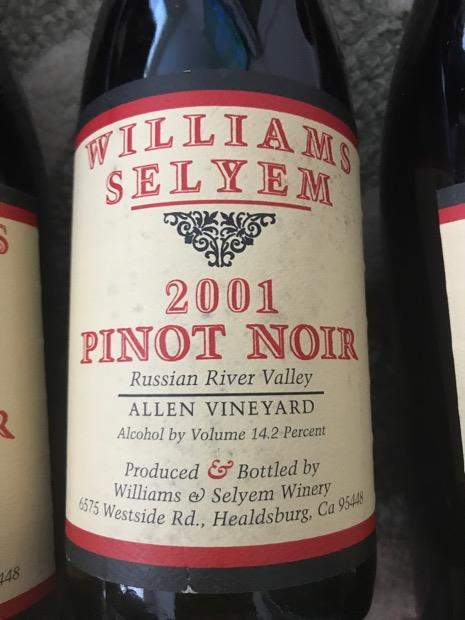 WILLIAMS
SELYEM
2001
PINOT NOIR
Russian River Valley
ALLEN VINEYARD
Alcohol by Volume 14.2 Percent
Produced & Bottled by
Williams & Selyem Winery
6575 Westside Rd., Healdsburg, Ca 95448
S
R
448